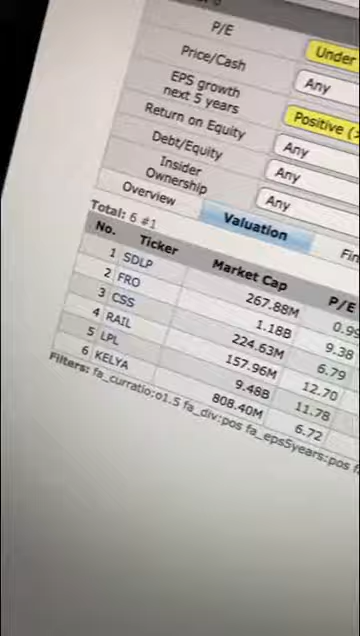 P/E
Under
Price/Cash
Any
EPS growth
next 5 years
Positive (>
Return on Equity
Any
Debt/Equity
Any
Insider
Ownership
Any
Overview
Valuation
Fin
Total: 6 #1
No. Ticker Market Cap P/E
1 SDLP 267.88M 0.99
2 FRO 1.18B 9.38
3 CSS 224.63M 6.79
4 RAIL 157.96M 12.70
5 LPL 9.48B 11.78
6 KELYA 808.40M 6.72
Filters: fa_curratio:o1.5 fa_div:pos fa_eps5years:pos